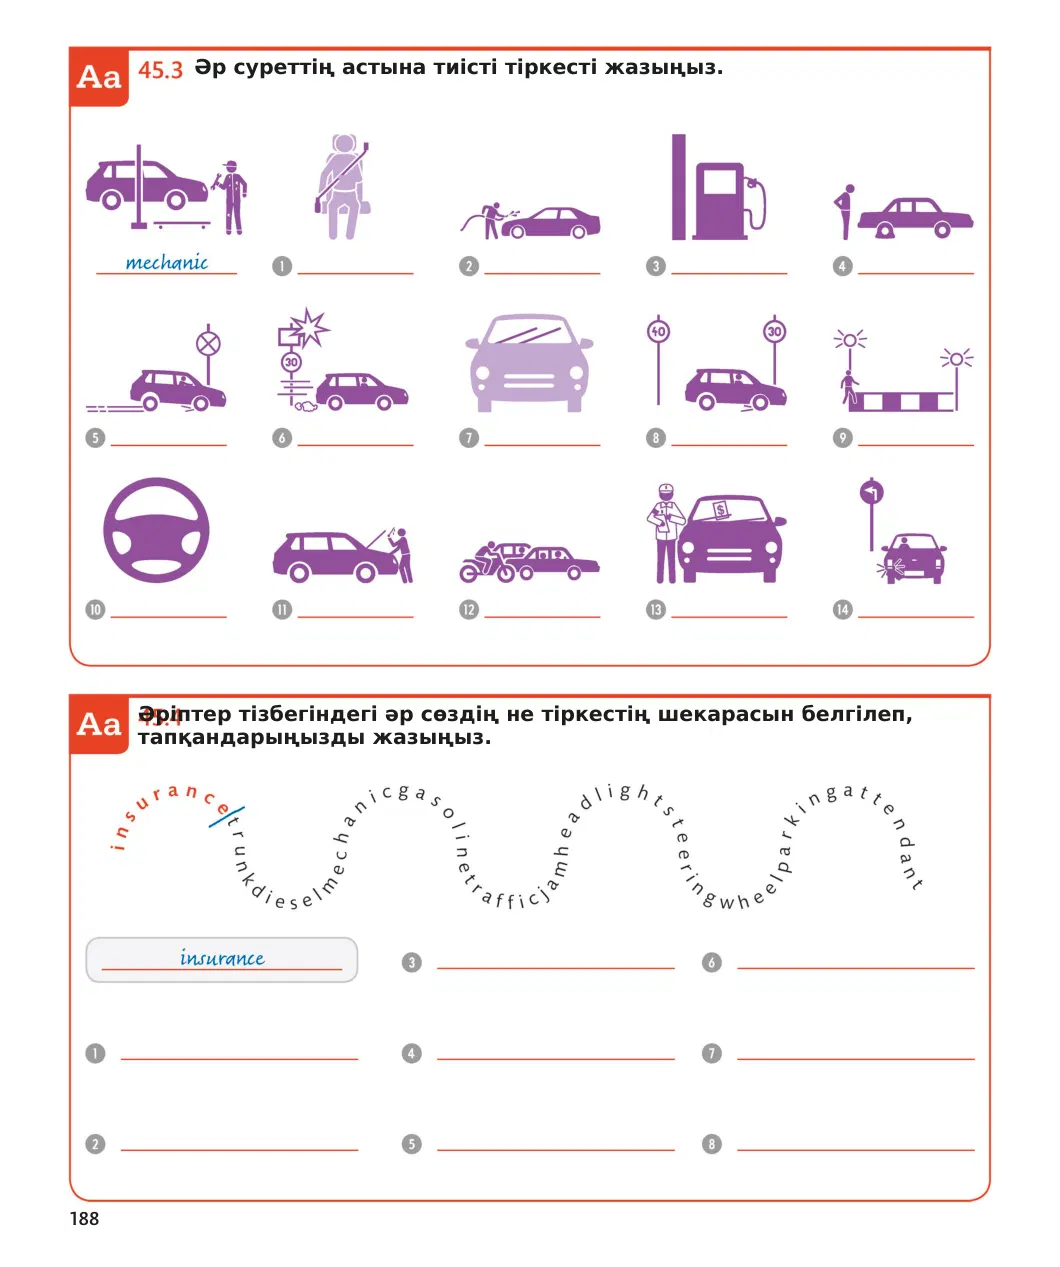 Aa 45.3 Әр суреттің астына тиісті тіркесті жазыңыз.
mechanic 1 2 3 4
40 30
30
5 6 7 8 9
$
10 11 12 13 14
Aa Әріптер тізбегіндегі әр сөздің не тіркестің шекарасын белгілеп,
тапқандарыңызды жазыңыз.
insurancetrunkdieselmechanicgasolinetrafficjamheadlightsteeringwheelparkingattendant
insurance 3 6
1 4 7
2 5 8
188